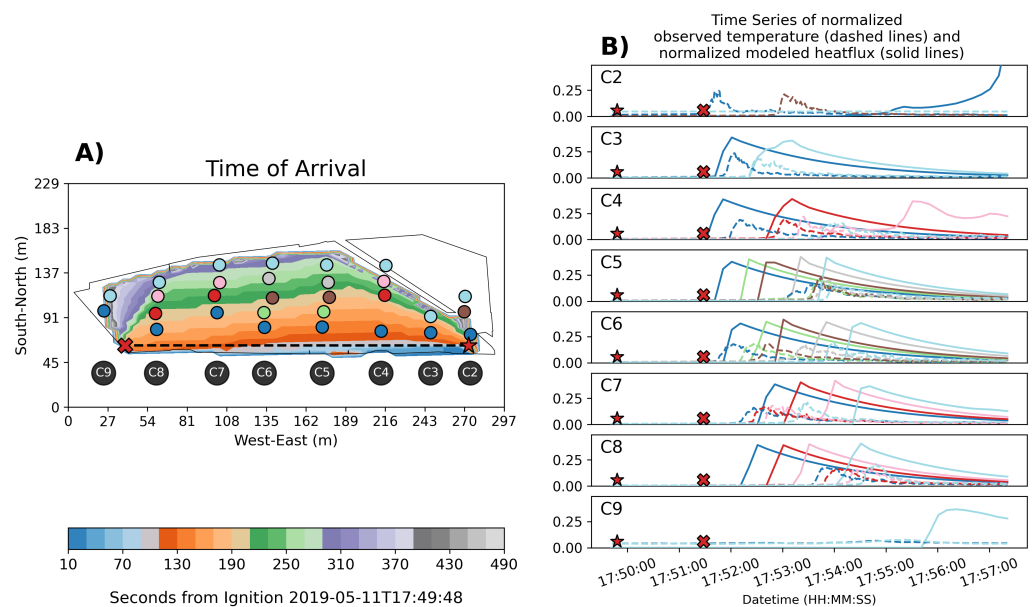 A)
Time of Arrival
229
183
137
91
45
0
South-North (m)
C9 C8 C7 C6 C5 C4 C3 C2
0 27 54 81 108 135 162 189 216 243 270 297
West-East (m)
10 70 130 190 250 310 370 430 490
Seconds from Ignition 2019-05-11T17:49:48
B)
Time Series of normalized
observed temperature (dashed lines) and
normalized modeled heatflux (solid lines)
C2
0.25
0.00
C3
0.25
0.00
C4
0.25
0.00
C5
0.25
0.00
C6
0.25
0.00
C7
0.25
0.00
C8
0.25
0.00
C9
0.25
0.00
17:50:00 17:51:00 17:52:00 17:53:00 17:54:00 17:55:00 17:56:00 17:57:00
Datetime (HH:MM:SS)